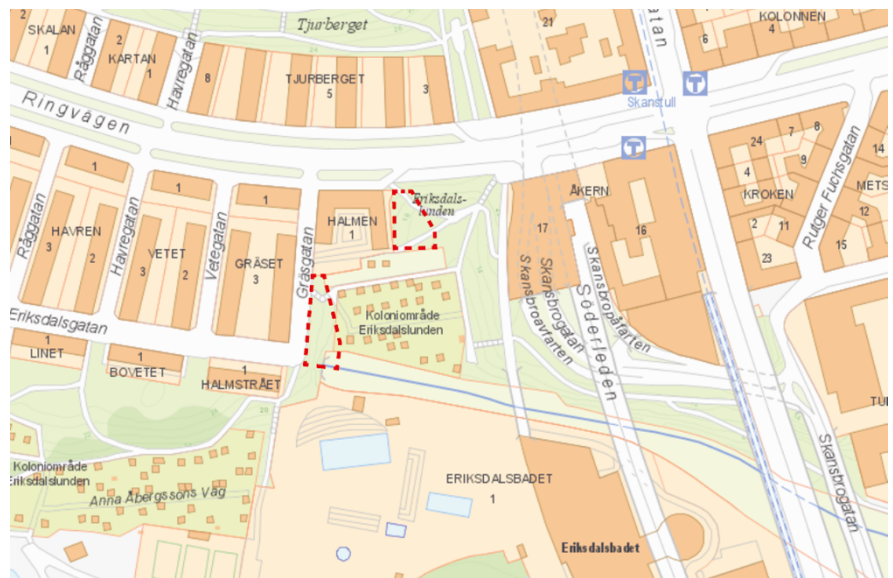 2
SKALAN
1
Råggatan
2
KARTAN
1
Havregatan
8
Tjurberget
TJURBERGET
5
3
21
gatan
6
KOLONNEN
4
T
T
Skanstull
T
Ringvägen
1
1
1
Råggatan
HAVREN
3
2
Havregatan
VETET
3
2
Vetegatan
GRÄSET
3
Gräsgatan
HALMEN
1
Eriksdals-
lunden
ÅKERN
17
16
24
7
8
9
4
KROKEN
2
11
23
Rutger Fuchsgatan
14
METS
12
15
Skansbroavfarten
Skansbrogatan
Söderleden
Skansbropåfarten
Eriksdalsgatan
1
LINET
1
BOVETET
1
HALMSTRÅET
Koloniområde
Eriksdalslunden
Koloniområde
Eriksdalslunden
Anna Åbergssons Väg
ERIKSDALSBADET
1
Eriksdalsbadet
Skansbrogatan